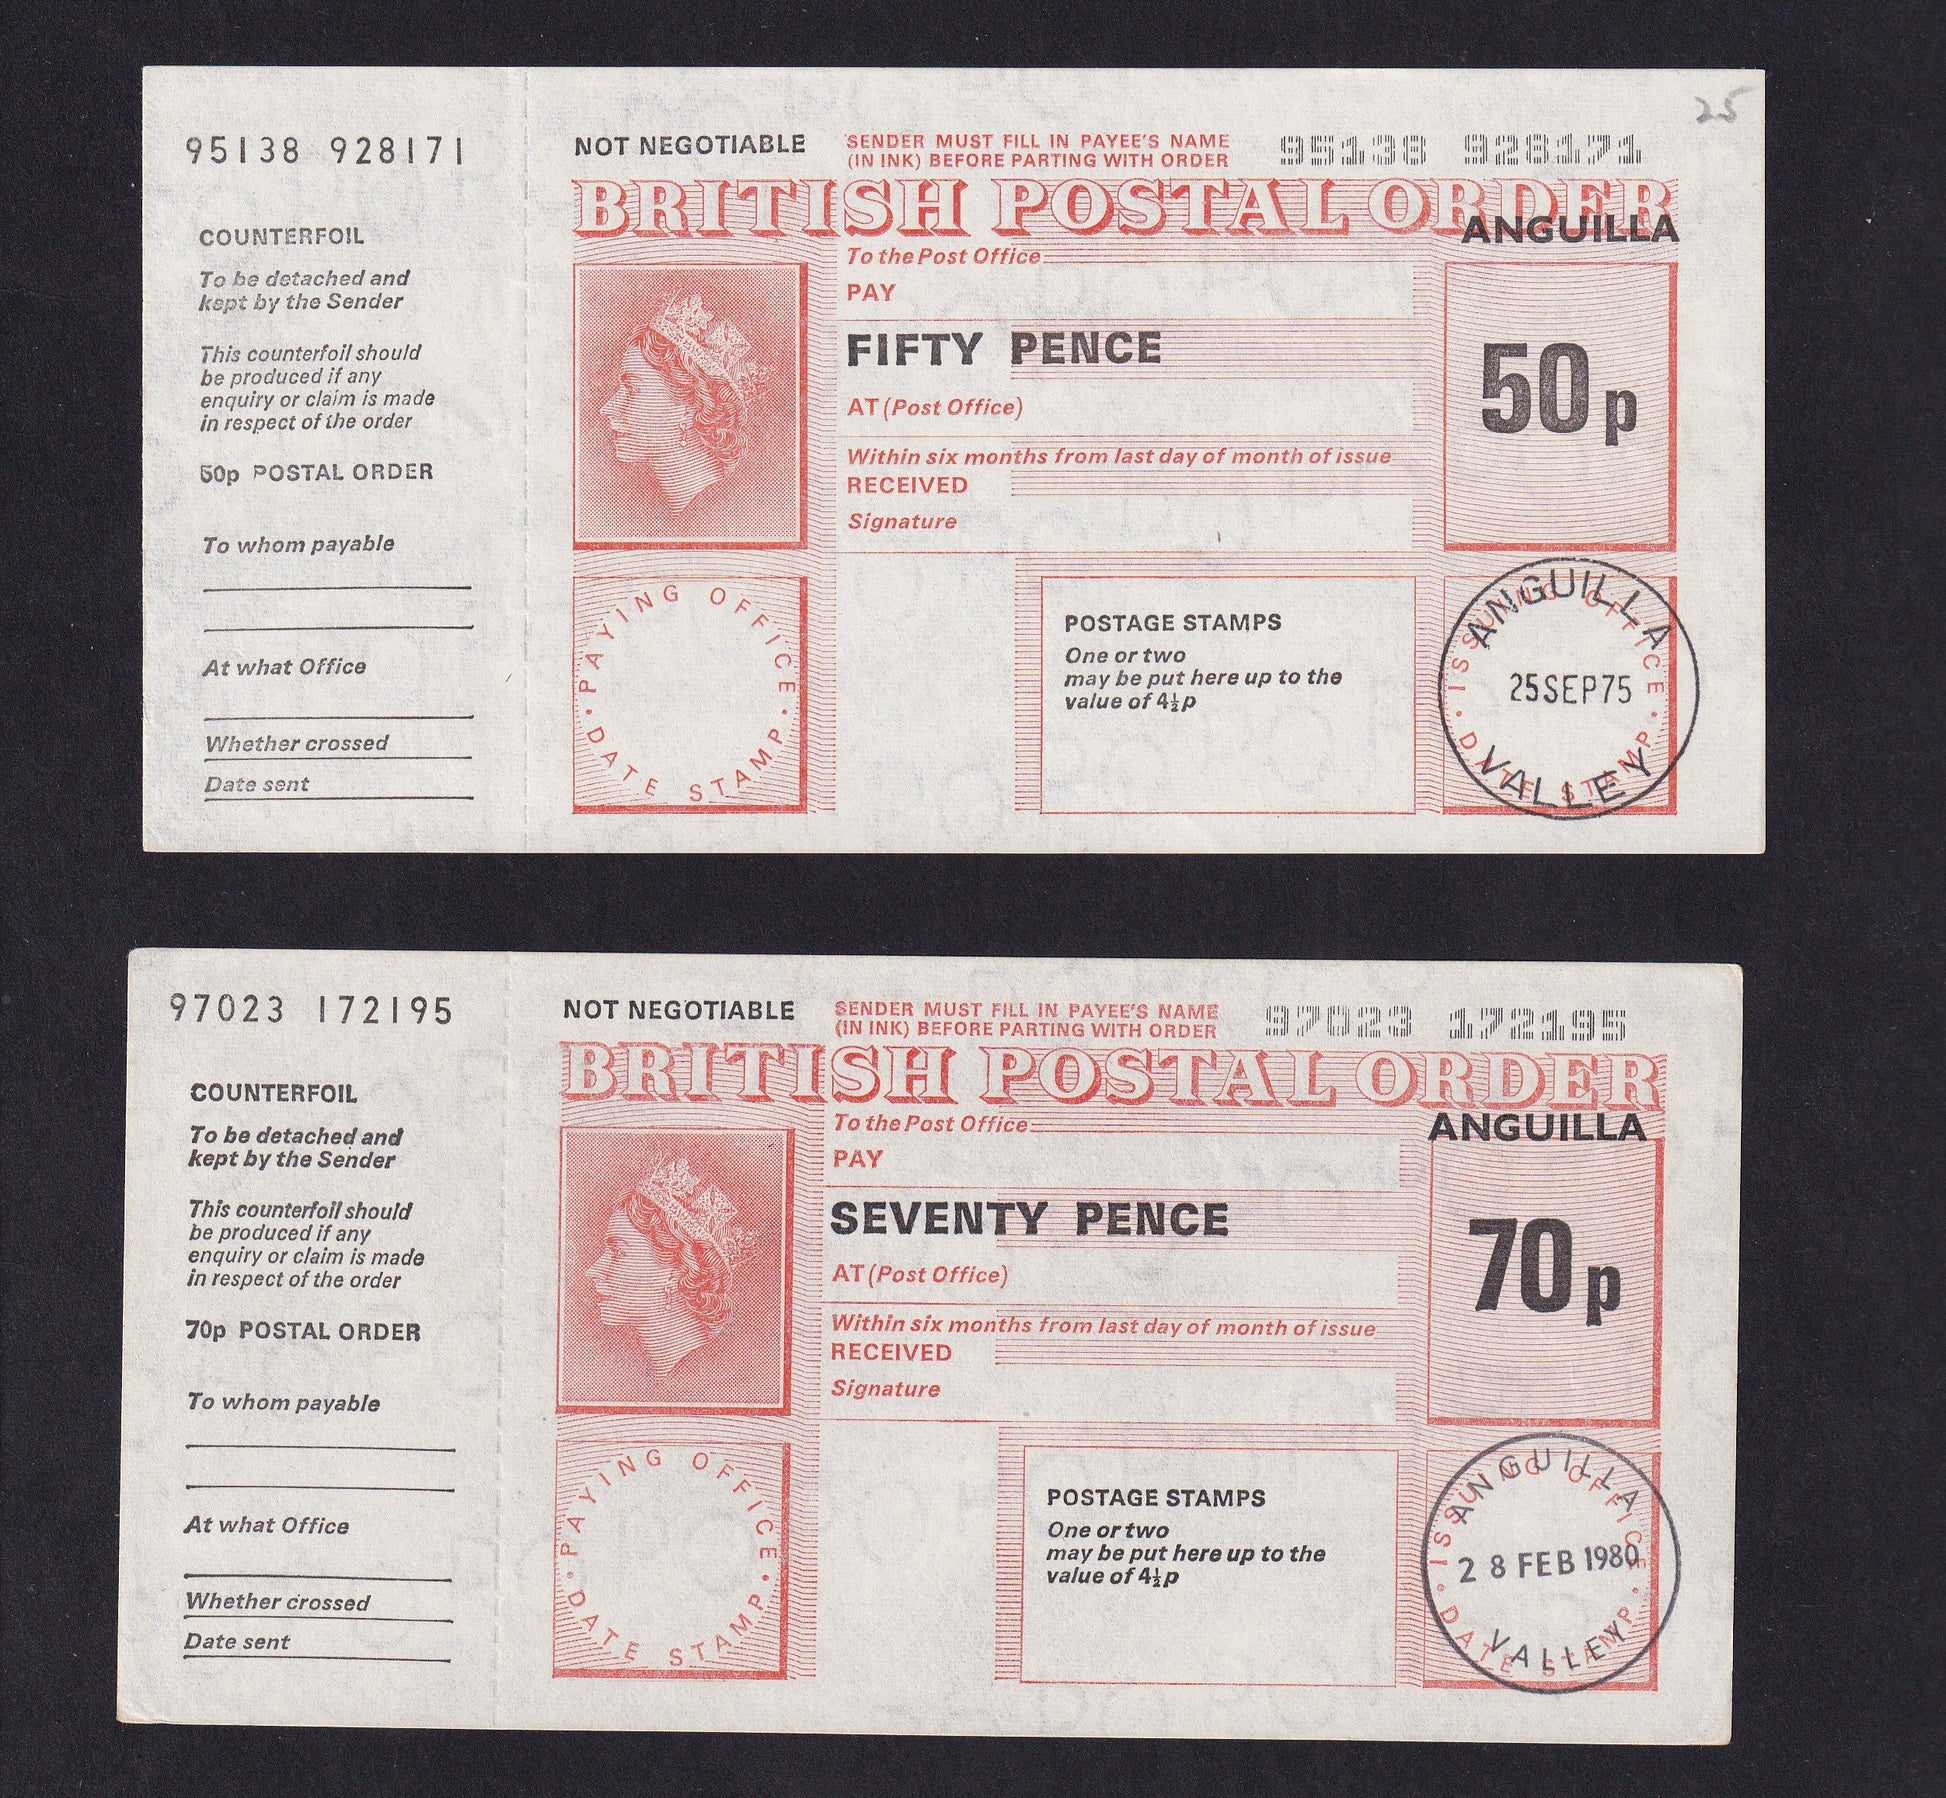 95138 928171
COUNTERFOIL
To be detached and
kept by the Sender
This counterfoil should
be produced if any
enquiry or claim is made
in respect of the order
50p POSTAL ORDER
To whom payable
At what Office
Whether crossed
Date sent
NOT NEGOTIABLE
SENDER MUST FILL IN PAYEE'S NAME
(IN INK) BEFORE PARTING WITH ORDER
95138 928171
25
BRITISH POSTAL ORDER
ANGUILLA
To the Post Office
PAY
FIFTY PENCE
50p
AT (Post Office)
Within six months from last day of month of issue
RECEIVED
Signature
PAYING OFFICE
· DATE STAMP ·
POSTAGE STAMPS
One or two
may be put here up to the
value of 4½p
ISSUING OFFICE
· DATE STAMP ·
ANGUILLA
25 SEP 75
VALLEY
97023 172195
COUNTERFOIL
To be detached and
kept by the Sender
This counterfoil should
be produced if any
enquiry or claim is made
in respect of the order
70p POSTAL ORDER
To whom payable
At what Office
Whether crossed
Date sent
NOT NEGOTIABLE
SENDER MUST FILL IN PAYEE'S NAME
(IN INK) BEFORE PARTING WITH ORDER
97023 172195
BRITISH POSTAL ORDER
ANGUILLA
To the Post Office
PAY
SEVENTY PENCE
70p
AT (Post Office)
Within six months from last day of month of issue
RECEIVED
Signature
PAYING OFFICE
· DATE STAMP ·
POSTAGE STAMPS
One or two
may be put here up to the
value of 4½p
ISSUING OFFICE
· DATE STAMP ·
ANGUILLA
28 FEB 1980
VALLEY